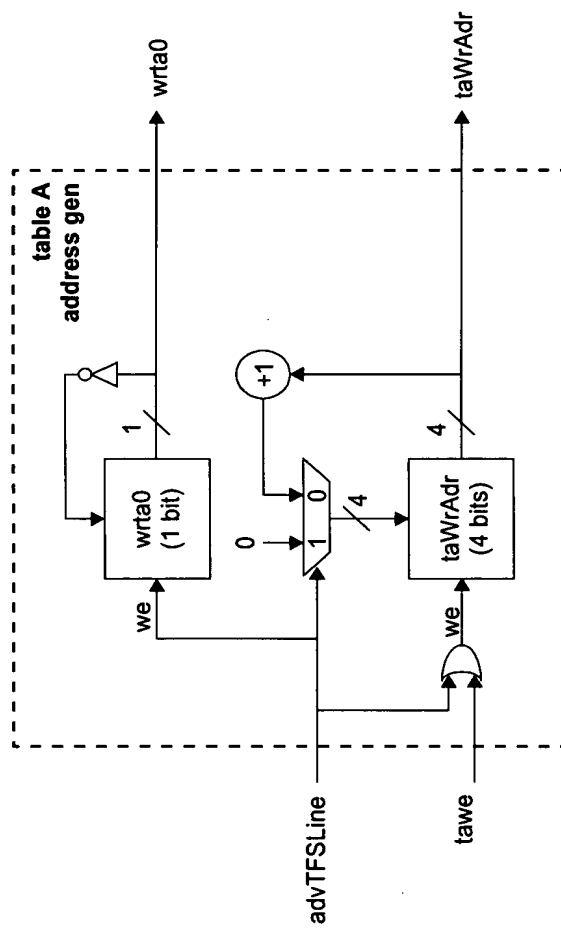 table A
address gen
wrta0
1
we
wrta0
(1 bit)
+1
0
1 0
4
advTFSLine
taWrAdr
4
we
taWrAdr
(4 bits)
tawe